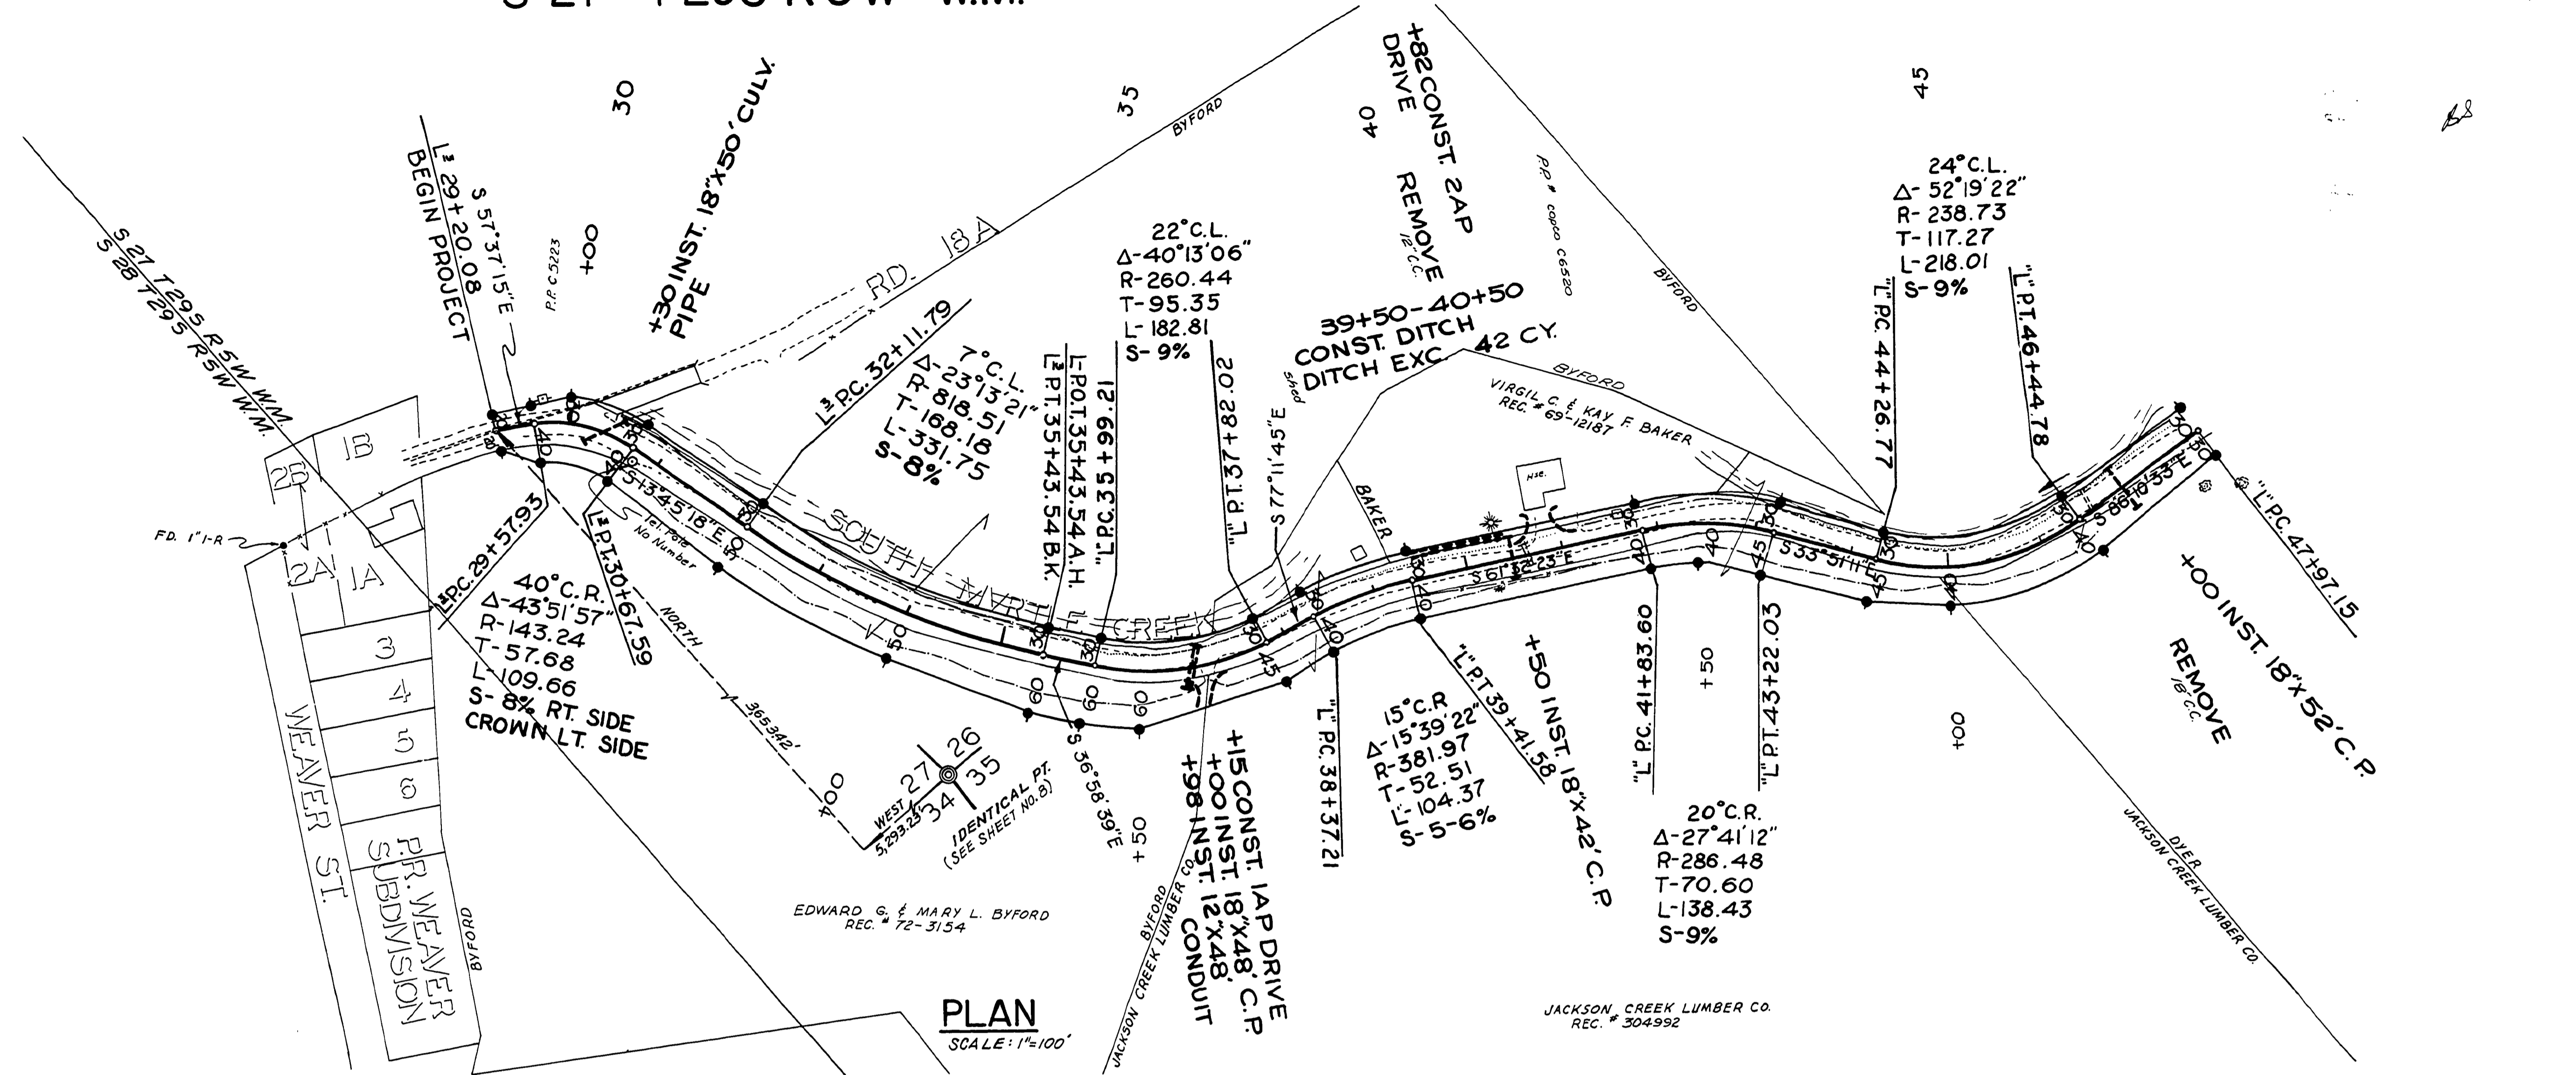 S 27 T 29S R 5W W.M.
S 28 T29S R5W W.M.
"L³" 29+20.08
BEGIN PROJECT
S 57°37'15"E
P.P. C 5223
+00
30
+30 INST. 18"X50' CULV.
PIPE
RD. 18A
BYFORD
35
40
45
+82 CONST. 2AP
DRIVE
REMOVE
12" C.C.
P.P. # copco C6520
BYFORD
24°C.L.
Δ- 52°19'22"
R- 238.73
T-117.27
L-218.01
S-9%
"L" P.C. 44+26.77
"L" P.T. 46+44.78
22°C.L.
Δ-40°13'06"
R-260.44
T-95.35
L-182.81
S-9%
L³ P.C. 32+11.79
7°C.L.
Δ-23°13'21"
R-818.51
T-168.18
L-331.75
S-8%
L³ P.T. 35+43.54 B.K.
L-P.O.T. 35+43.54 A.H.
"L" P.C. 35+99.21
"L" P.T. 37+82.02
S 77°11'45"E
shed
39+50-40+50
CONST. DITCH
DITCH EXC. 42 CY.
BYFORD
VIRGIL C. & KAY F. BAKER
REC. # 69-12187
BAKER
Hse.
SOUTH MYRTLE CREEK
S 13°45'18"E
Tel. Pole
No Number
S 61°32'23"E
S 33°51'11"E
S 86°10'33"E
2B
1B
2A
1A
3
4
5
6
FD. 1" I-R
WEAVER ST.
P.R. WEAVER
SUBDIVISION
BYFORD
L³ P.C. 29+57.93
L³ P.T. 30+67.59
40°C.R.
Δ-43°51'57"
R-143.24
T-57.68
L-109.66
S-8% RT. SIDE
CROWN LT. SIDE
NORTH
3,653.42'
+00
WEST
5,293.23'
27
26
34
35
IDENTICAL PT.
(SEE SHEET NO. 8)
S 36°58'39"E
+50
EDWARD G. & MARY L. BYFORD
REC. # 72-3154
BYFORD
JACKSON CREEK LUMBER CO.
+98 INST. 12"X48'
CONDUIT
+00 INST. 18"X48' C.P.
+15 CONST. 1AP DRIVE
"L" P.C. 38+37.21
15°C.R
Δ-15°39'22"
R-381.97
T-52.51
L-104.37
S-5-6%
"L" P.T. 39+41.58
+50 INST. 18"X42' C.P.
"L" P.C. 41+83.60
+50
"L" P.T. 43+22.03
20°C.R.
Δ-27°41'12"
R-286.48
T-70.60
L-138.43
S-9%
+00
"L" P.C. 47+97.15
+00 INST. 18"X52' C.P.
REMOVE
18" C.C.
DYER
JACKSON CREEK LUMBER CO.
JACKSON CREEK LUMBER CO.
REC. # 304992
PLAN
SCALE: 1"=100'